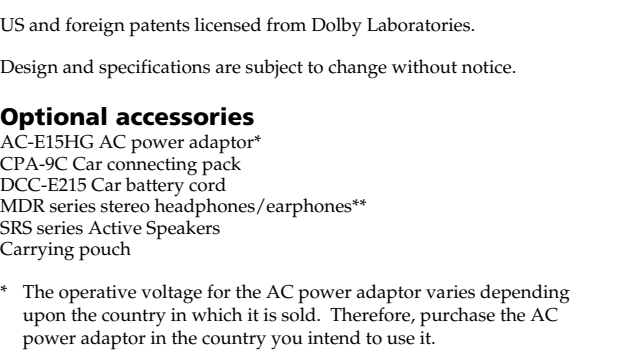 US and foreign patents licensed from Dolby Laboratories.
Design and specifications are subject to change without notice.
Optional accessories
AC-E15HG AC power adaptor*
CPA-9C Car connecting pack
DCC-E215 Car battery cord
MDR series stereo headphones/earphones**
SRS series Active Speakers
Carrying pouch
* The operative voltage for the AC power adaptor varies depending
upon the country in which it is sold. Therefore, purchase the AC
power adaptor in the country you intend to use it.